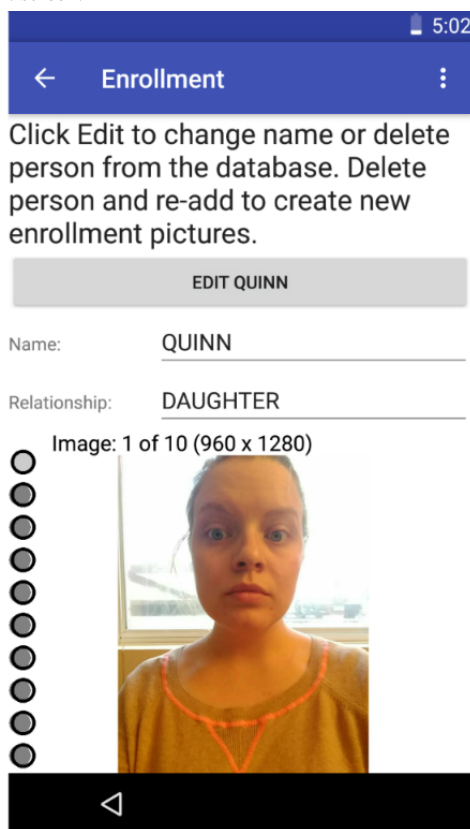 5:02
Enrollment
Click Edit to change name or delete
person from the database. Delete
person and re-add to create new
enrollment pictures.
EDIT QUINN
Name: QUINN
Relationship: DAUGHTER
Image: 1 of 10 (960 x 1280)